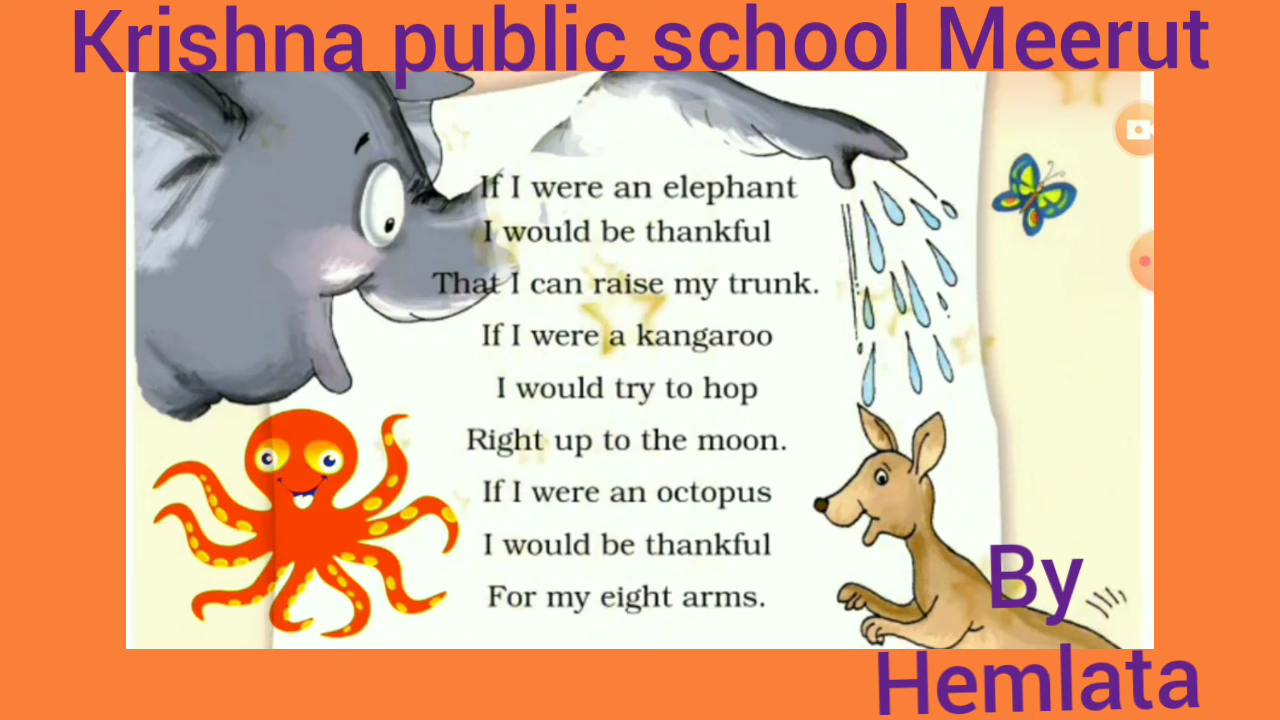 Krishna public school Meerut
If I were an elephant
I would be thankful
That I can raise my trunk.
If I were a kangaroo
I would try to hop
Right up to the moon.
If I were an octopus
I would be thankful
For my eight arms.
By
Hemlata